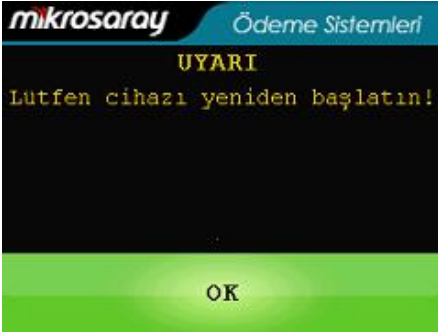 mikrosaray Ödeme Sistemleri
UYARI
Lütfen cihazı yeniden başlatın!
OK